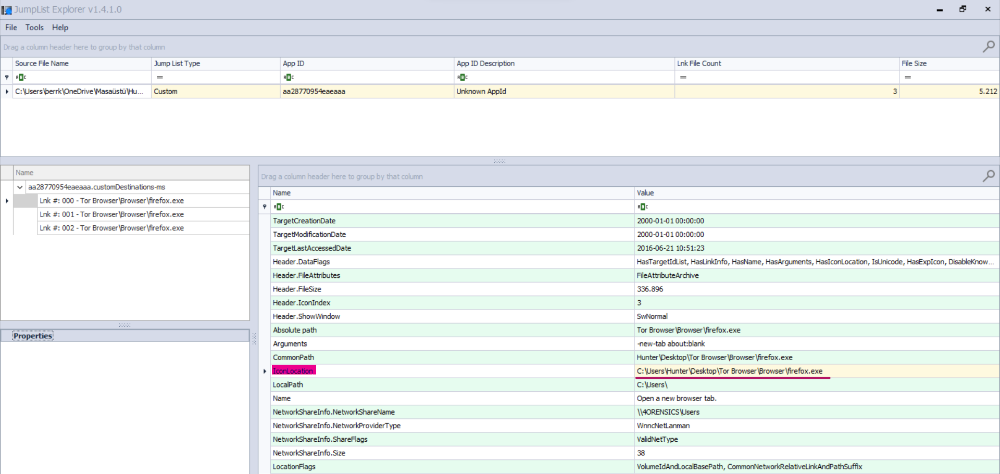 JumpList Explorer v1.4.1.0
File Tools Help
Drag a column header here to group by that column
Source File Name Jump List Type App ID App ID Description Lnk File Count File Size
ABC = ABC ABC = =
C:\Users\berrk\OneDrive\Masaüstü\Hu... Custom aa28770954eaeaaa Unknown AppId 3 5.212
Name
aa28770954eaeaaa.customDestinations-ms
Lnk #: 000 - Tor Browser\Browser\firefox.exe
Lnk #: 001 - Tor Browser\Browser\firefox.exe
Lnk #: 002 - Tor Browser\Browser\firefox.exe
Properties
Drag a column header here to group by that column
Name Value
ABC ABC
TargetCreationDate 2000-01-01 00:00:00
TargetModificationDate 2000-01-01 00:00:00
TargetLastAccessedDate 2016-06-21 10:51:23
Header.DataFlags HasTargetIdList, HasLinkInfo, HasName, HasArguments, HasIconLocation, IsUnicode, HasExpIcon, DisableKnow...
Header.FileAttributes FileAttributeArchive
Header.FileSize 336.896
Header.IconIndex 3
Header.ShowWindow SwNormal
Absolute path Tor Browser\Browser\firefox.exe
Arguments -new-tab about:blank
CommonPath Hunter\Desktop\Tor Browser\Browser\firefox.exe
IconLocation C:\Users\Hunter\Desktop\Tor Browser\Browser\firefox.exe
LocalPath C:\Users\
Name Open a new browser tab.
NetworkShareInfo.NetworkShareName \\4ORENSICS\Users
NetworkShareInfo.NetworkProviderType WnncNetLanman
NetworkShareInfo.ShareFlags ValidNetType
NetworkShareInfo.Size 38
LocationFlags VolumeIdAndLocalBasePath, CommonNetworkRelativeLinkAndPathSuffix